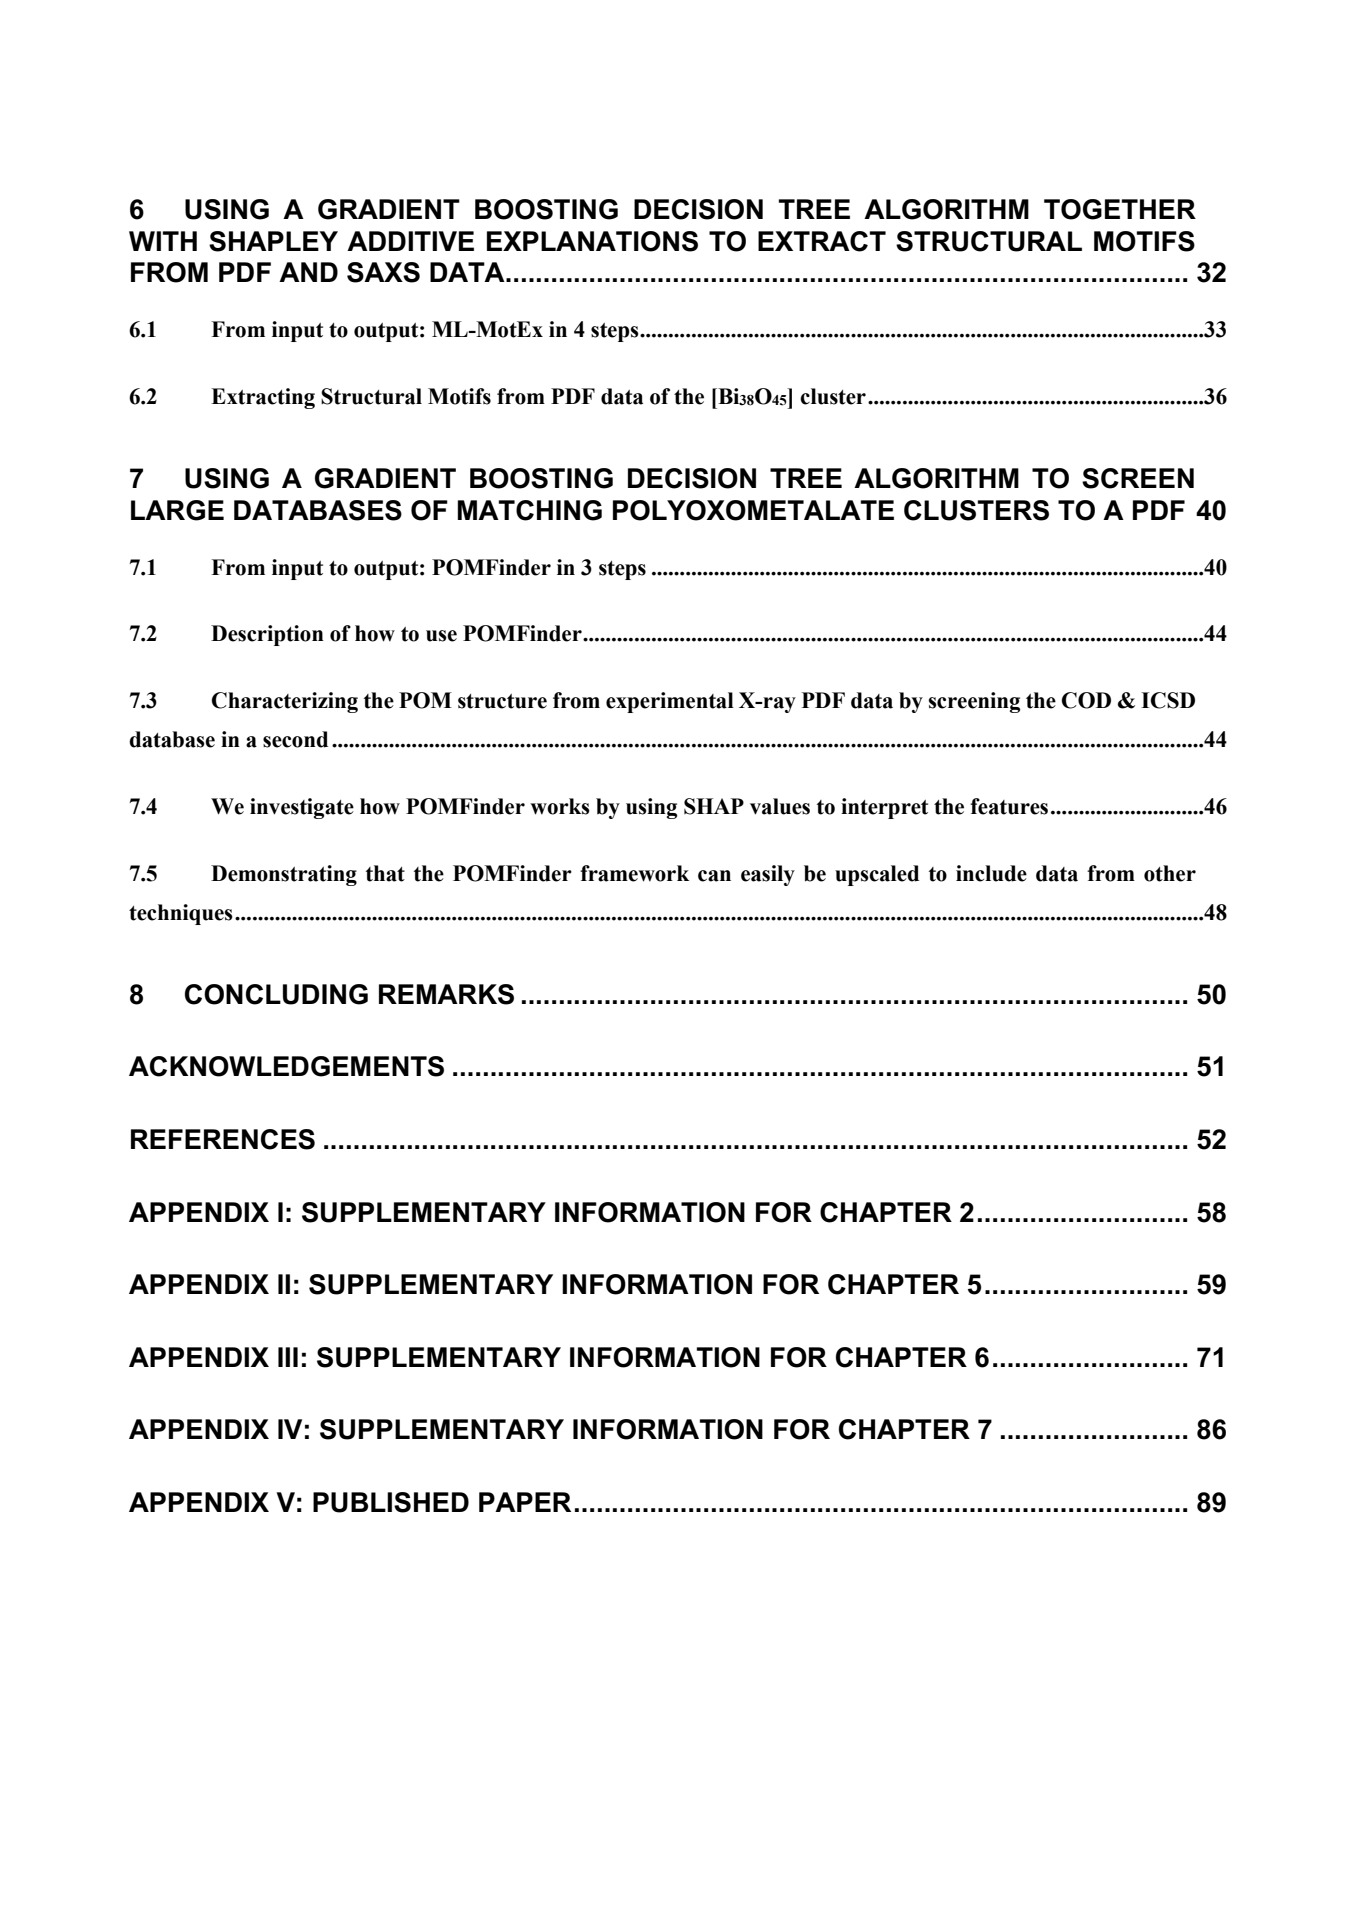 6 USING A GRADIENT BOOSTING DECISION TREE ALGORITHM TOGETHER
WITH SHAPLEY ADDITIVE EXPLANATIONS TO EXTRACT STRUCTURAL MOTIFS
FROM PDF AND SAXS DATA........................................................................................... 32
6.1 From input to output: ML-MotEx in 4 steps....................................................................................................33
6.2 Extracting Structural Motifs from PDF data of the [Bi₃₈O₄₅] cluster............................................................36
7 USING A GRADIENT BOOSTING DECISION TREE ALGORITHM TO SCREEN
LARGE DATABASES OF MATCHING POLYOXOMETALATE CLUSTERS TO A PDF 40
7.1 From input to output: POMFinder in 3 steps ..................................................................................................40
7.2 Description of how to use POMFinder..............................................................................................................44
7.3 Characterizing the POM structure from experimental X-ray PDF data by screening the COD & ICSD
database in a second ..........................................................................................................................................................44
7.4 We investigate how POMFinder works by using SHAP values to interpret the features...........................46
7.5 Demonstrating that the POMFinder framework can easily be upscaled to include data from other
techniques...........................................................................................................................................................................48
8 CONCLUDING REMARKS ......................................................................................... 50
ACKNOWLEDGEMENTS .................................................................................................. 51
REFERENCES ................................................................................................................... 52
APPENDIX I: SUPPLEMENTARY INFORMATION FOR CHAPTER 2............................ 58
APPENDIX II: SUPPLEMENTARY INFORMATION FOR CHAPTER 5........................... 59
APPENDIX III: SUPPLEMENTARY INFORMATION FOR CHAPTER 6.......................... 71
APPENDIX IV: SUPPLEMENTARY INFORMATION FOR CHAPTER 7 ......................... 86
APPENDIX V: PUBLISHED PAPER.................................................................................. 89